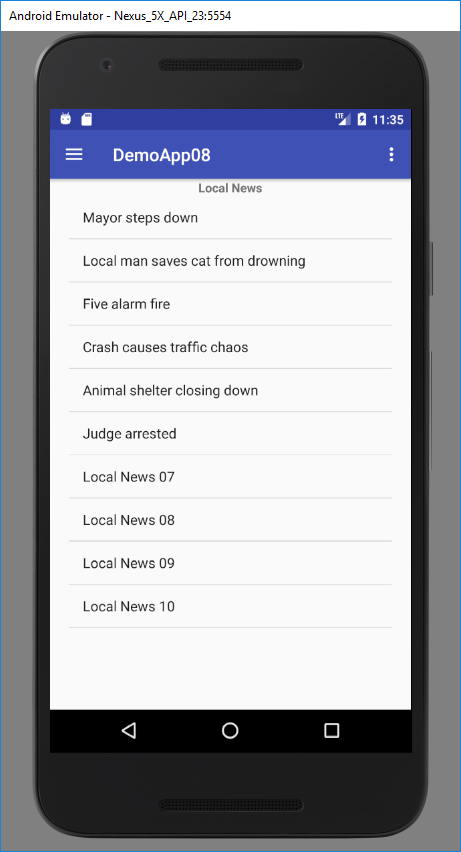 Android Emulator - Nexus_5X_API_23:5554
LTE 11:35
DemoApp08
Local News
Mayor steps down
Local man saves cat from drowning
Five alarm fire
Crash causes traffic chaos
Animal shelter closing down
Judge arrested
Local News 07
Local News 08
Local News 09
Local News 10